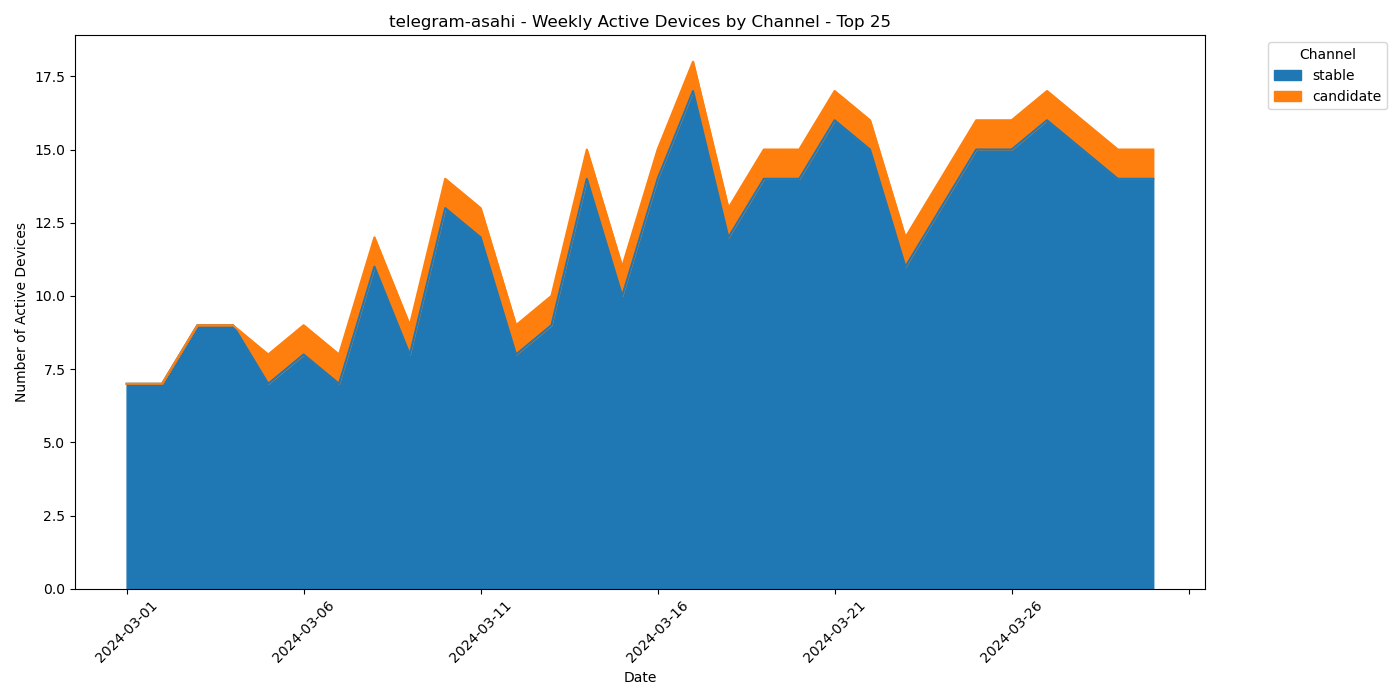 telegram-asahi - Weekly Active Devices by Channel - Top 25
Channel
stable
candidate
Number of Active Devices
17.5
15.0
12.5
10.0
7.5
5.0
2.5
0.0
2024-03-01
2024-03-06
2024-03-11
2024-03-16
2024-03-21
2024-03-26
Date